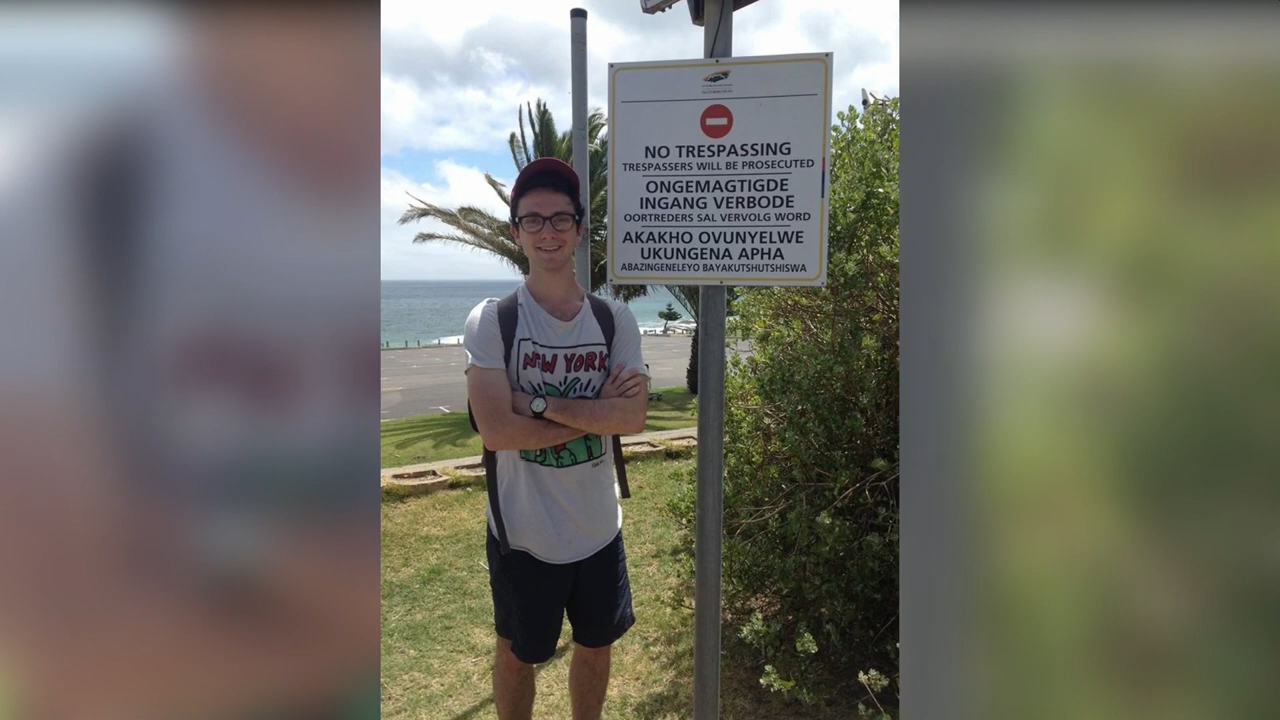 NO TRESPASSING
TRESPASSERS WILL BE PROSECUTED
ONGEMAGTIGDE
INGANG VERBODE
OORTREDERS SAL VERVOLG WORD
AKAKHO OVUNYELWE
UKUNGENA APHA
ABAZINGENELEYO BAYAKUTSHUTSHISWA
NEW YORK